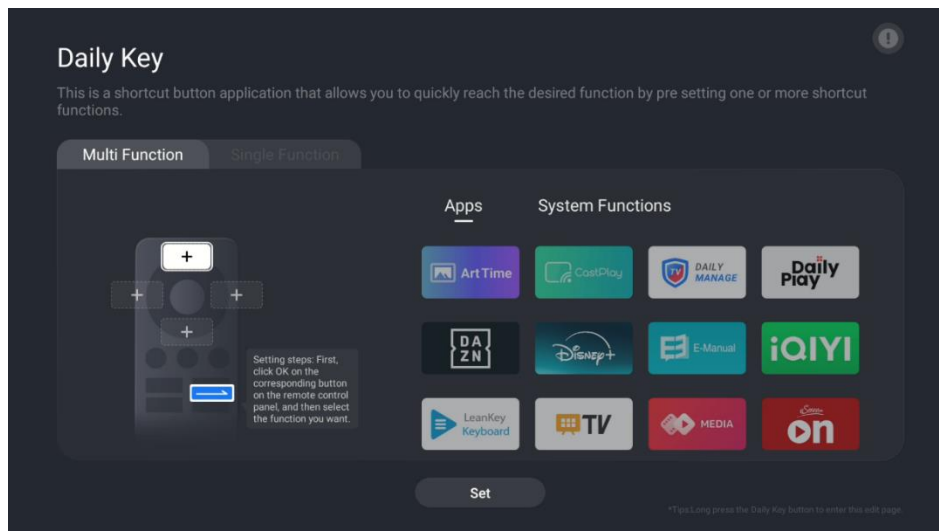 Daily Key
This is a shortcut button application that allows you to quickly reach the desired function by pre setting one or more shortcut
functions.
Multi Function
Single Function
Apps
System Functions
Art Time
CastPlay
TV
DAILY
MANAGE
Daily
Play
DA
ZN
Disney+
E-Manual
iQIYI
Setting steps: First,
click OK on the
corresponding button
on the remote control
panel, and then select
the function you want.
LeanKey
Keyboard
TV
MEDIA
on
Set
*Tips:Long press the Daily Key button to enter this edit page